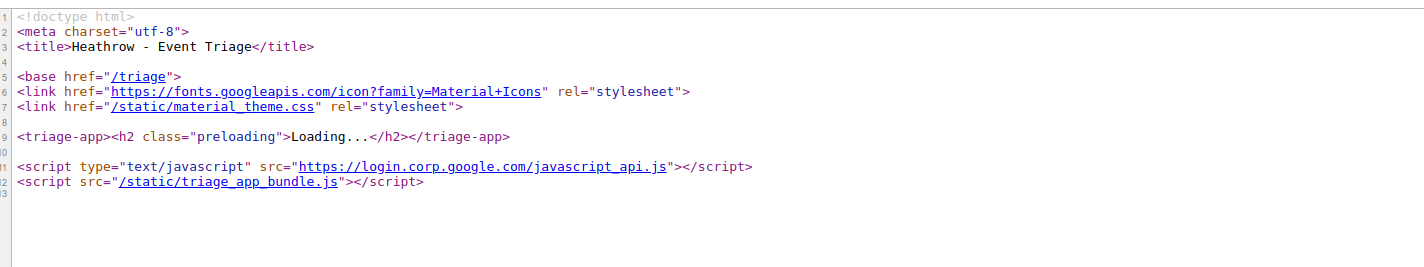 1 <!doctype html>
2 <meta charset="utf-8">
3 <title>Heathrow - Event Triage</title>
4
5 <base href="/triage">
6 <link href="https://fonts.googleapis.com/icon?family=Material+Icons" rel="stylesheet">
7 <link href="/static/material_theme.css" rel="stylesheet">
8
9 <triage-app><h2 class="preloading">Loading...</h2></triage-app>
10
11 <script type="text/javascript" src="https://login.corp.google.com/javascript_api.js"></script>
12 <script src="/static/triage_app_bundle.js"></script>
13